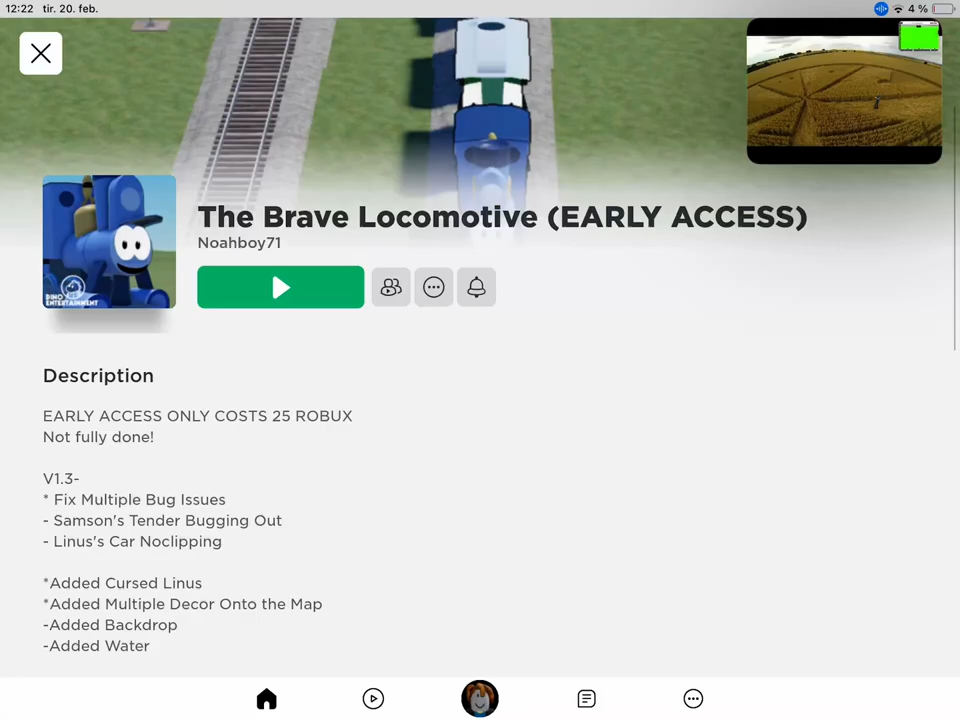 12:22 tir. 20. feb. 4 %
The Brave Locomotive (EARLY ACCESS)
Noahboy71
DINO
ENTERTAINMENT
Description
EARLY ACCESS ONLY COSTS 25 ROBUX
Not fully done!
V1.3-
* Fix Multiple Bug Issues
- Samson's Tender Bugging Out
- Linus's Car Noclipping
*Added Cursed Linus
*Added Multiple Decor Onto the Map
-Added Backdrop
-Added Water